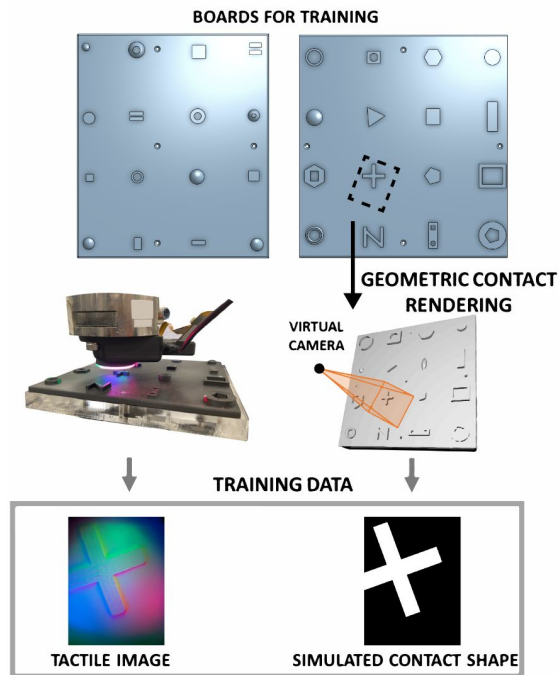 BOARDS FOR TRAINING
GEOMETRIC CONTACT
RENDERING
VIRTUAL
CAMERA
TRAINING DATA
TACTILE IMAGE
SIMULATED CONTACT SHAPE